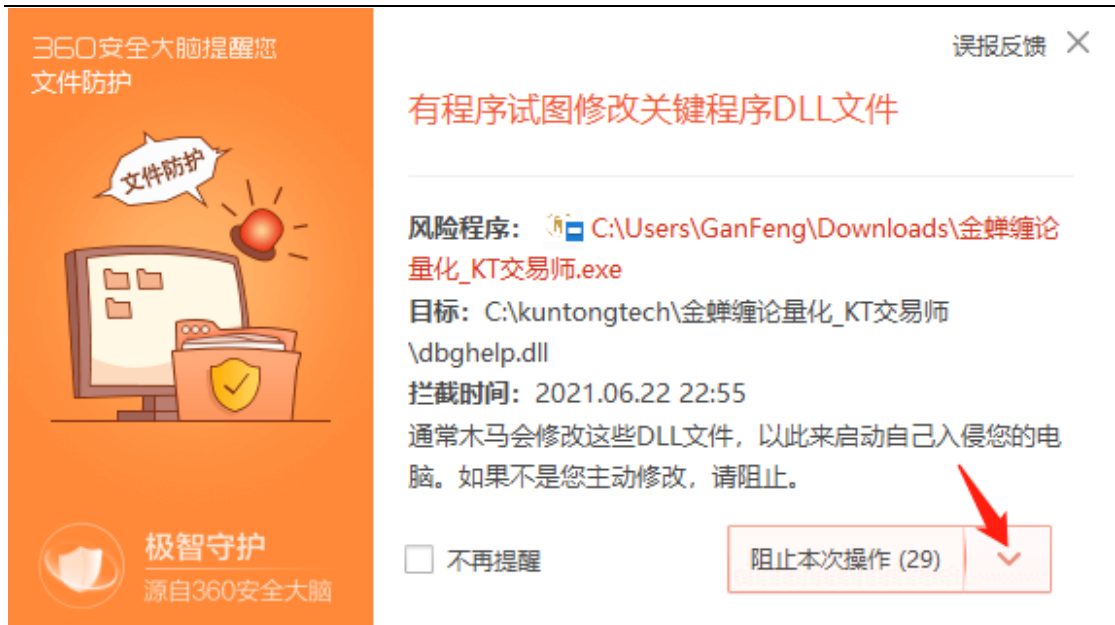 360安全大脑提醒您
文件防护
文件防护
极智守护
源自360安全大脑
误报反馈
有程序试图修改关键程序DLL文件
风险程序： C:\Users\GanFeng\Downloads\金蝉缠论
量化_KT交易师.exe
目标：C:\kuntongtech\金蝉缠论量化_KT交易师
\dbghelp.dll
拦截时间：2021.06.22 22:55
通常木马会修改这些DLL文件，以此来启动自己入侵您的电
脑。如果不是您主动修改，请阻止。
不再提醒
阻止本次操作 (29)